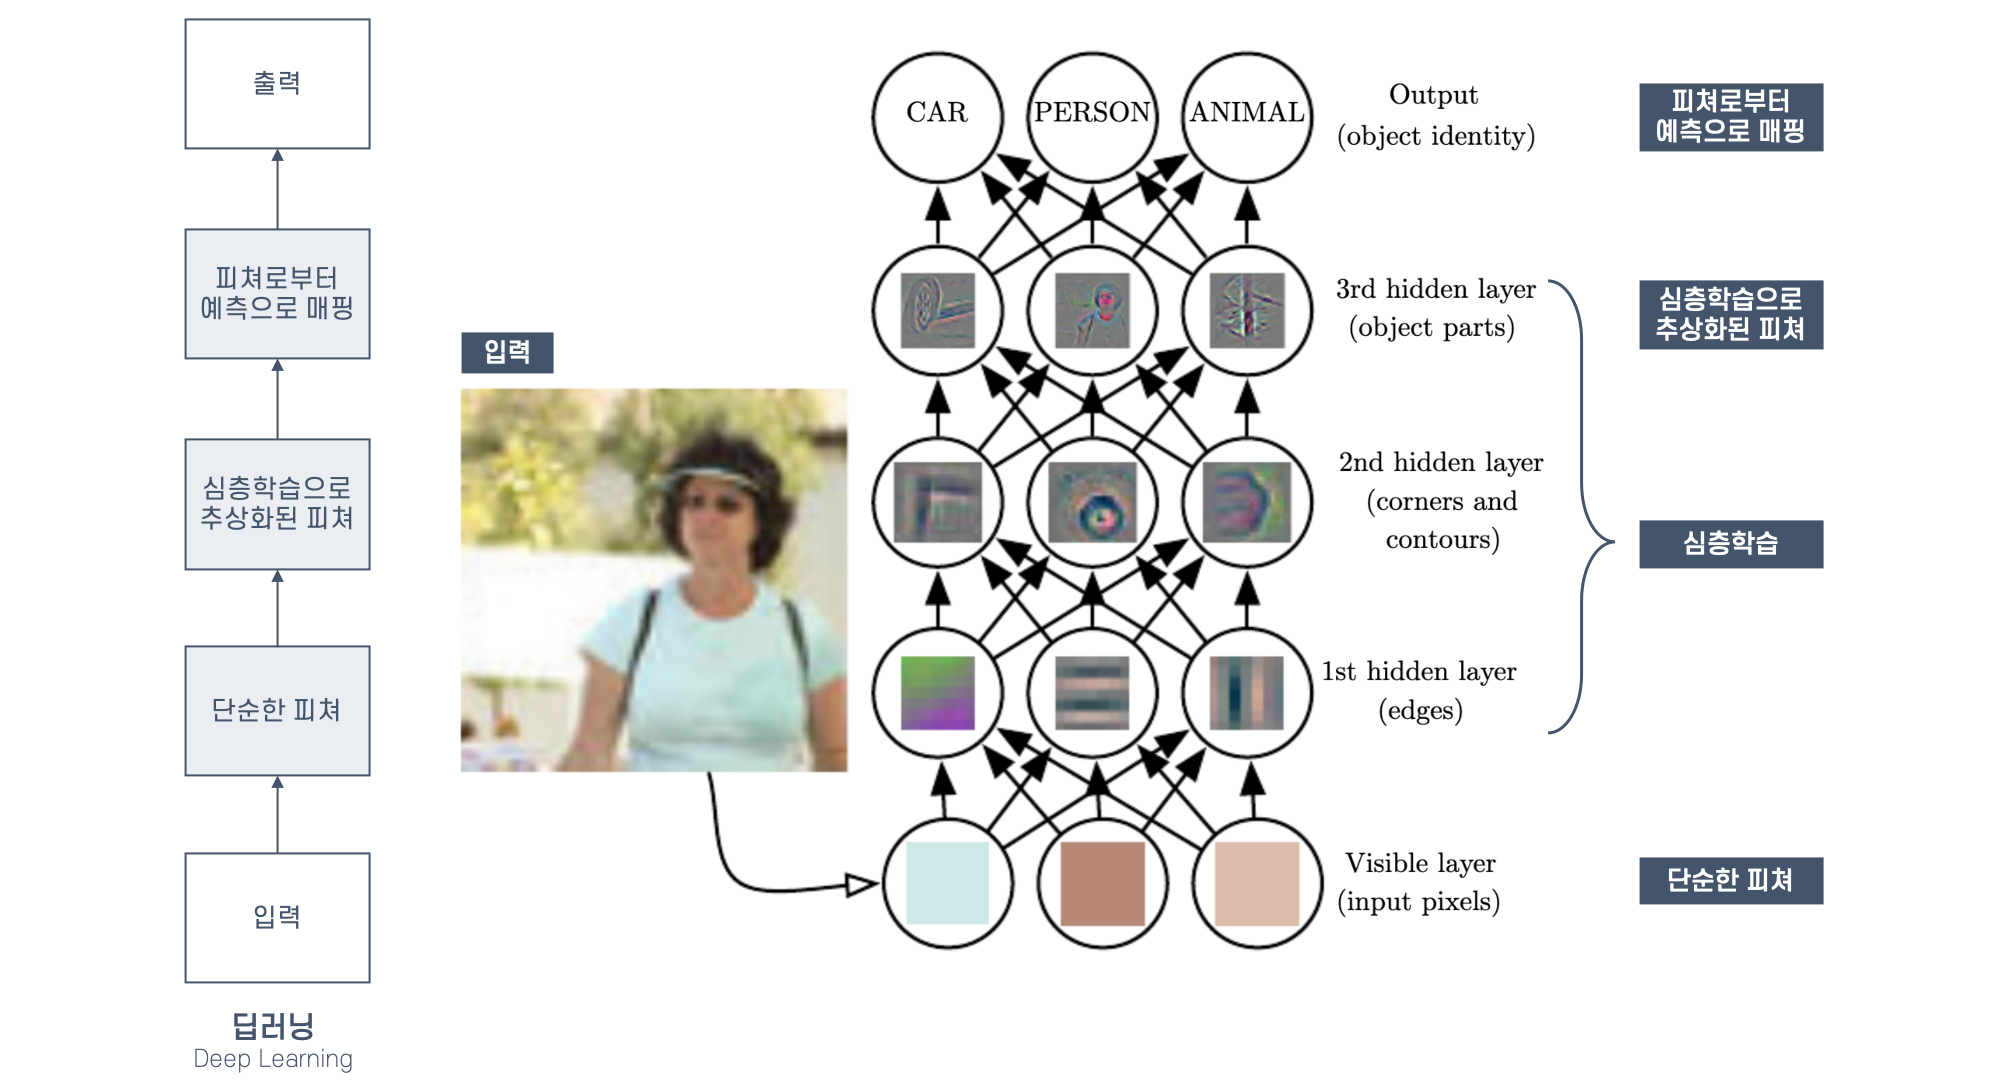 출력
피쳐로부터
예측으로 매핑
심층학습으로
추상화된 피쳐
단순한 피쳐
입력
딥러닝
Deep Learning
입력
CAR
PERSON
ANIMAL
Output
(object identity)
3rd hidden layer
(object parts)
2nd hidden layer
(corners and
contours)
1st hidden layer
(edges)
Visible layer
(input pixels)
피쳐로부터
예측으로 매핑
심층학습으로
추상화된 피쳐
심층학습
단순한 피쳐